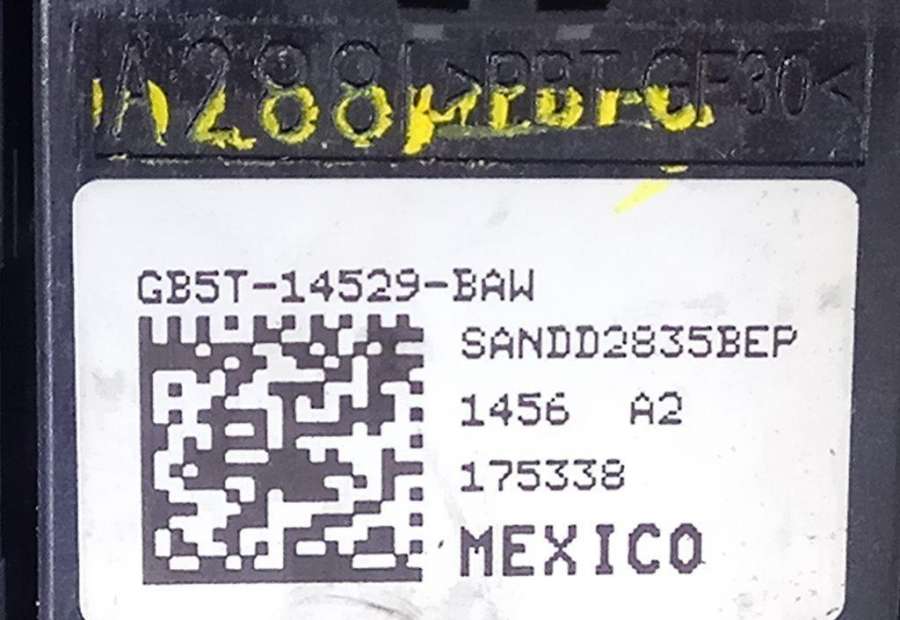 A288 >PBT-GF30<
GB5T-14529-BAW
SANDD2835BEP
1456 A2
175338
MEXICO